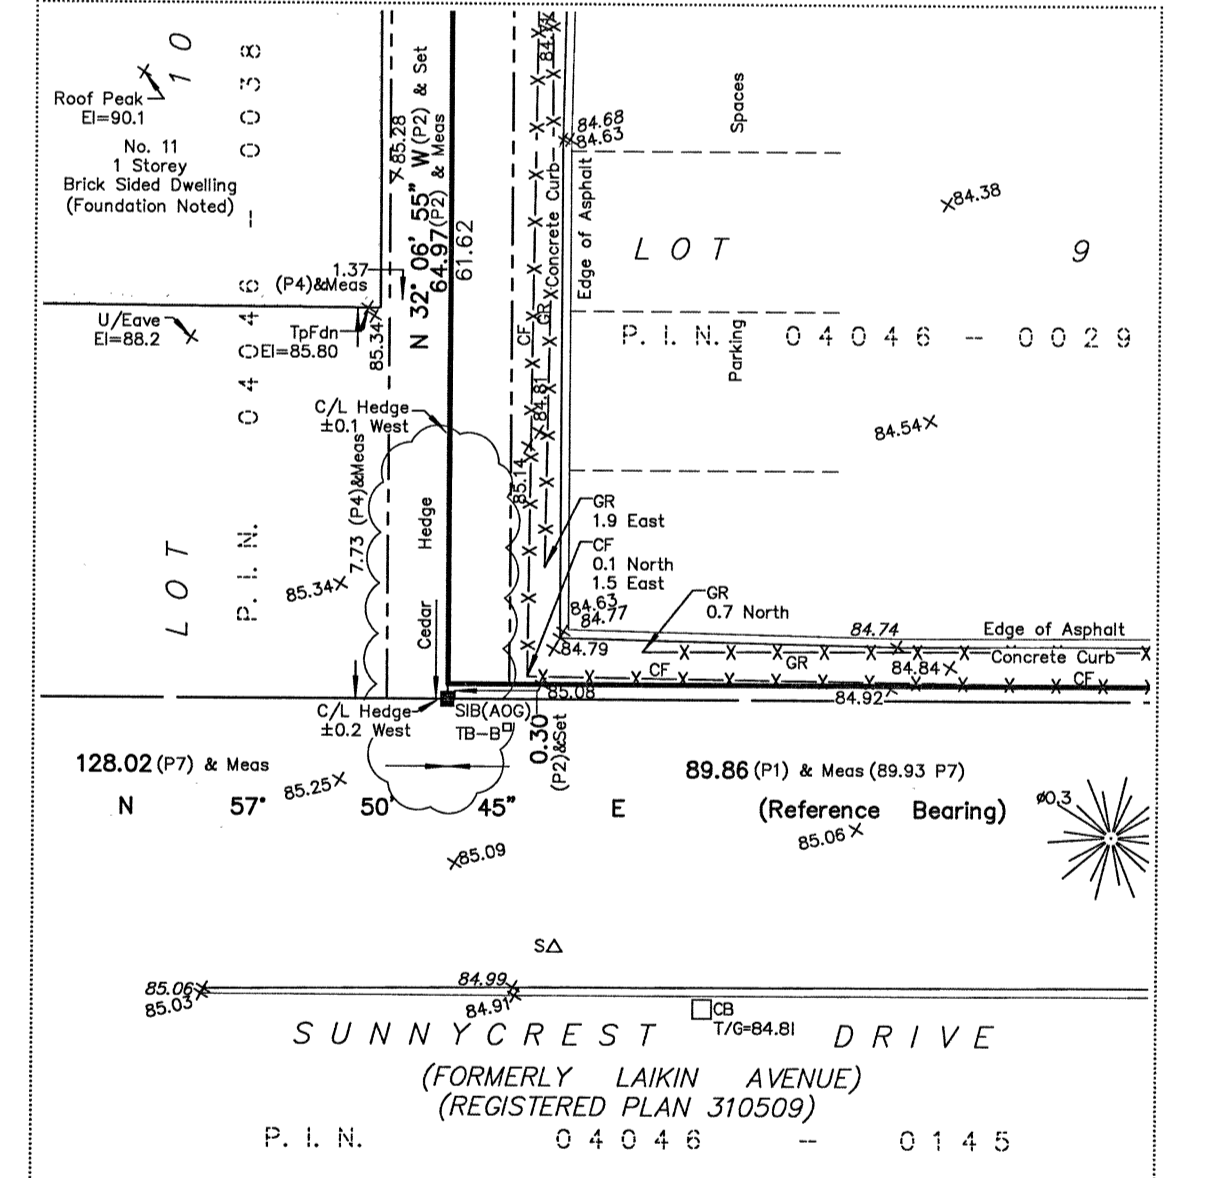 LOT 10
P.I.N. 04046 - 0038
Roof Peak
El=90.1
No. 11
1 Storey
Brick Sided Dwelling
(Foundation Noted)
85.28
N 32° 06' 55" W(P2) & Set
64.97(P2) & Meas
61.62
84.68
84.63
Concrete Curb
Edge of Asphalt
Spaces
84.38
LOT 9
1.37
(P4)&Meas
U/Eave
El=88.2
TpFdn
El=85.80
85.34
CF
GR
Parking
P.I.N. 04046 - 0029
84.81
84.54
C/L Hedge
±0.1 West
7.73 (P4)&Meas
85.14
Cedar Hedge
GR
1.9 East
CF
0.1 North
1.5 East
85.34
84.63
84.77
GR
0.7 North
84.74
Edge of Asphalt
84.79
Concrete Curb
GR
CF
84.84
CF
85.08
84.92
C/L Hedge
±0.2 West
SIB(AOG)
TB-B
0.30
(P2)&Set
128.02 (P7) & Meas
89.86 (P1) & Meas (89.93 P7)
85.25
N 57° 50' 45" E (Reference Bearing)
ø0.3
85.06
85.09
S
85.06
85.03
84.99
84.91
CB
T/G=84.81
SUNNYCREST DRIVE
(FORMERLY LAIKIN AVENUE)
(REGISTERED PLAN 310509)
P.I.N. 04046 - 0145